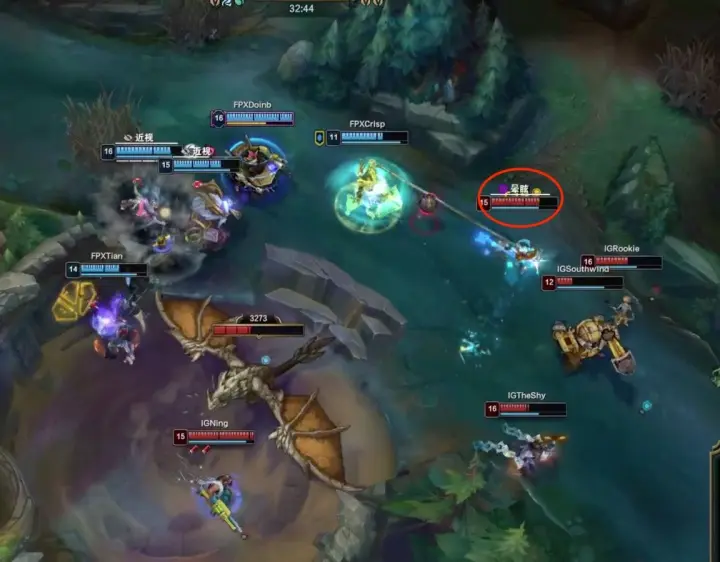 32:44
FPXDoinb
16
FPXCrisp
11
近视
16
近视
15
晕眩
15
IGRookie
16
IGSouthwind
12
FPXTian
14
3273
IGTheShy
16
IGNing
15